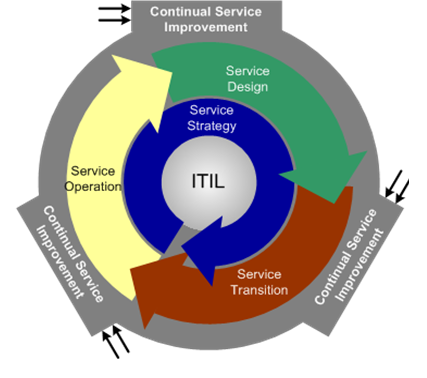 Continual Service
Improvement
Service
Design
Service
Strategy
ITIL
Service
Operation
Service
Transition
Continual Service
Improvement
Continual Service
Improvement